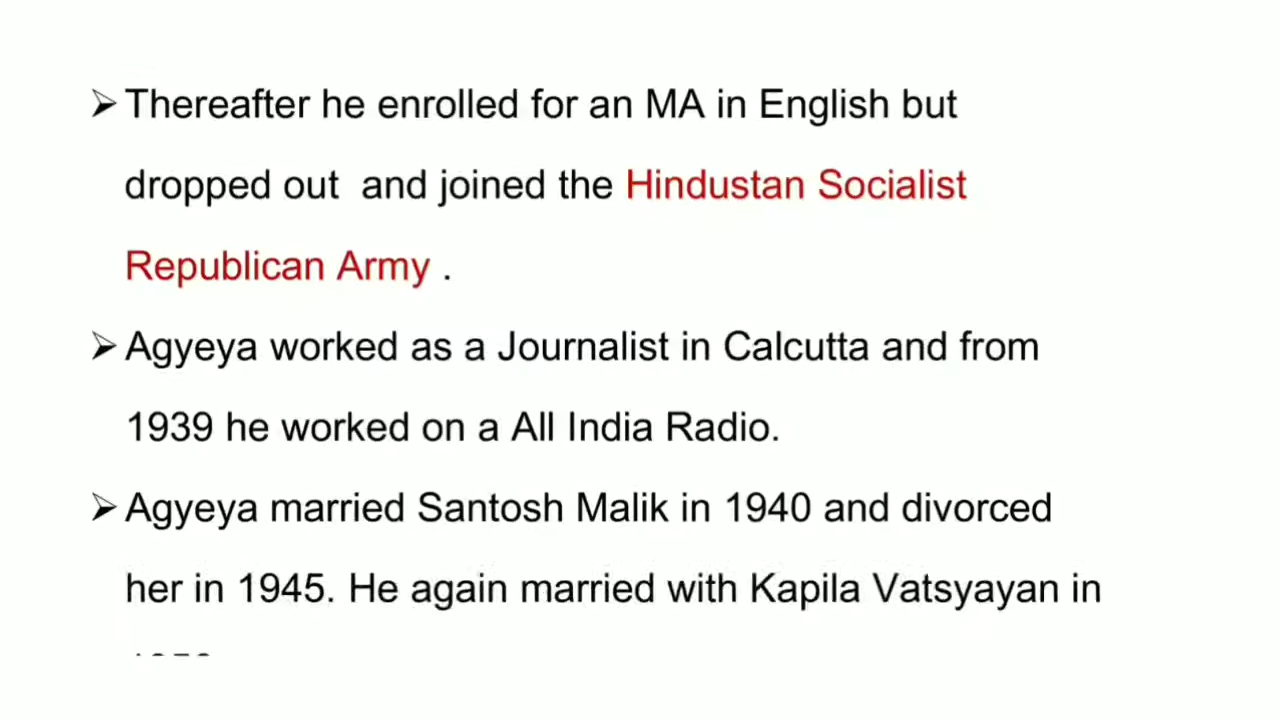 ➢ Thereafter he enrolled for an MA in English but
dropped out and joined the Hindustan Socialist
Republican Army .
➢ Agyeya worked as a Journalist in Calcutta and from
1939 he worked on a All India Radio.
➢ Agyeya married Santosh Malik in 1940 and divorced
her in 1945. He again married with Kapila Vatsyayan in